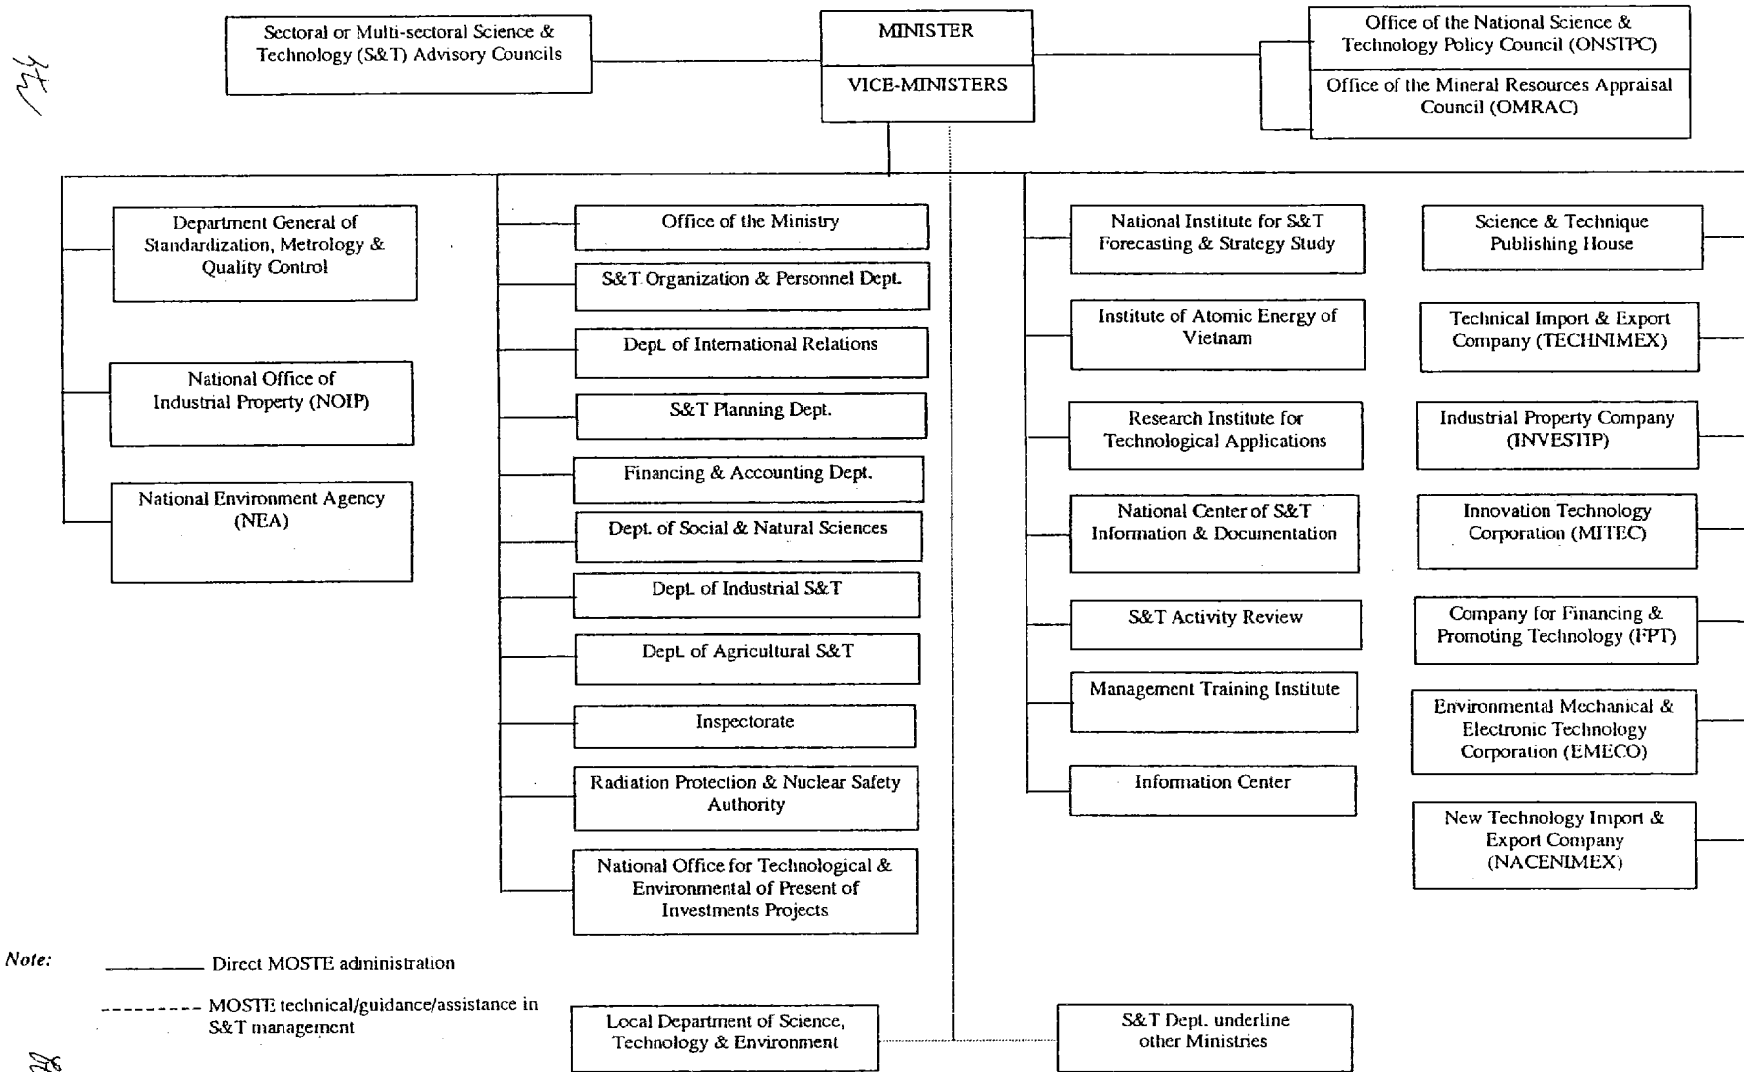 Sectoral or Multi-sectoral Science &
Technology (S&T) Advisory Councils
MINISTER
VICE-MINISTERS
Office of the National Science &
Technology Policy Council (ONSTPC)
Office of the Mineral Resources Appraisal
Council (OMRAC)
Department General of
Standardization, Metrology &
Quality Control
National Office of
Industrial Property (NOIP)
National Environment Agency
(NEA)
Office of the Ministry
S&T Organization & Personnel Dept.
Dept. of International Relations
S&T Planning Dept.
Financing & Accounting Dept.
Dept. of Social & Natural Sciences
Dept. of Industrial S&T
Dept. of Agricultural S&T
Inspectorate
Radiation Protection & Nuclear Safety
Authority
National Office for Technological &
Environmental of Present of
Investments Projects
National Institute for S&T
Forecasting & Strategy Study
Institute of Atomic Energy of
Vietnam
Research Institute for
Technological Applications
National Center of S&T
Information & Documentation
S&T Activity Review
Management Training Institute
Information Center
Science & Technique
Publishing House
Technical Import & Export
Company (TECHNIMEX)
Industrial Property Company
(INVESTIP)
Innovation Technology
Corporation (MITEC)
Company for Financing &
Promoting Technology (FPT)
Environmental Mechanical &
Electronic Technology
Corporation (EMECO)
New Technology Import &
Export Company
(NACENIMEX)
Note:
Direct MOSTE administration
MOSTE technical/guidance/assistance in
S&T management
Local Department of Science,
Technology & Environment
S&T Dept. underline
other Ministries